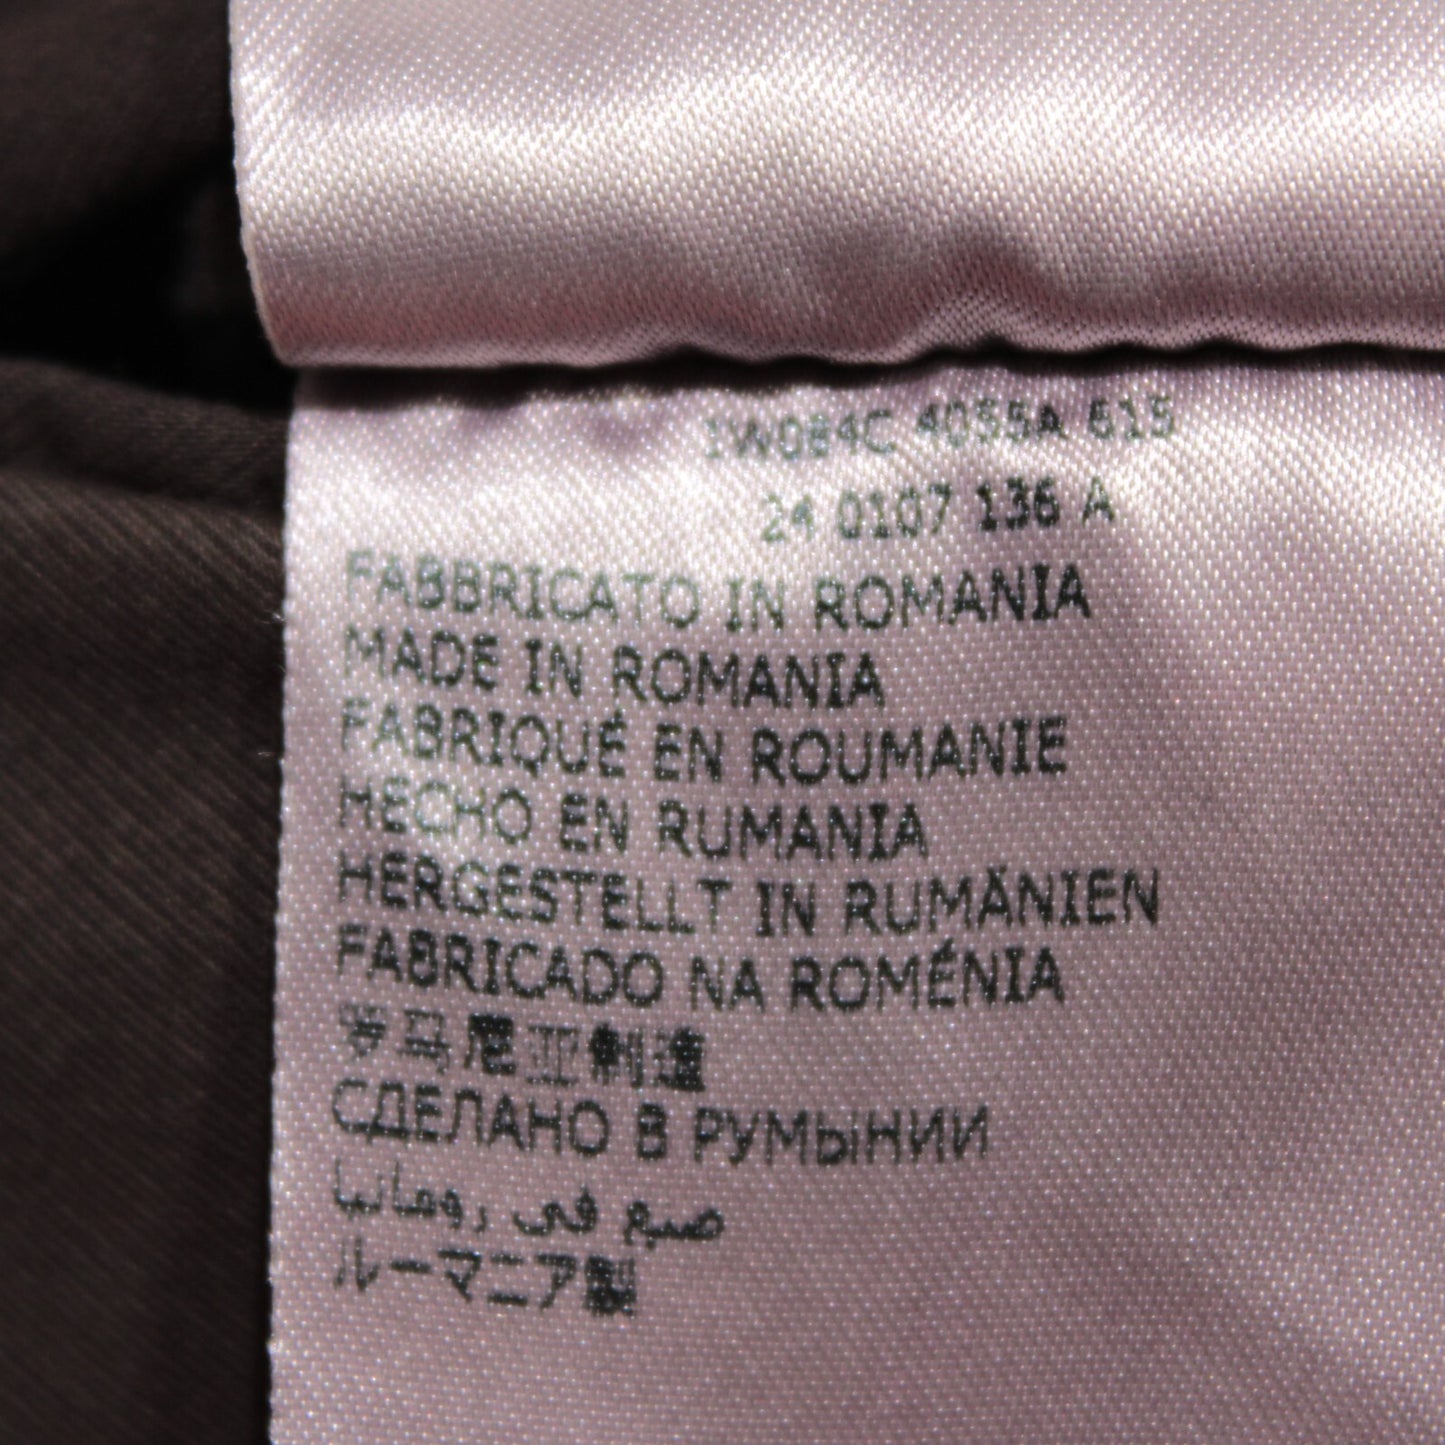 1W084C 4055A 615
24 0107 136 A
FABBRICATO IN ROMANIA
MADE IN ROMANIA
FABRIQUÉ EN ROUMANIE
HECHO EN RUMANIA
HERGESTELLT IN RUMÄNIEN
FABRICADO NA ROMÉNIA
罗马尼亚制造
СДЕЛАНО В РУМЫНИИ
صبع في رومانيا
ルーマニア製